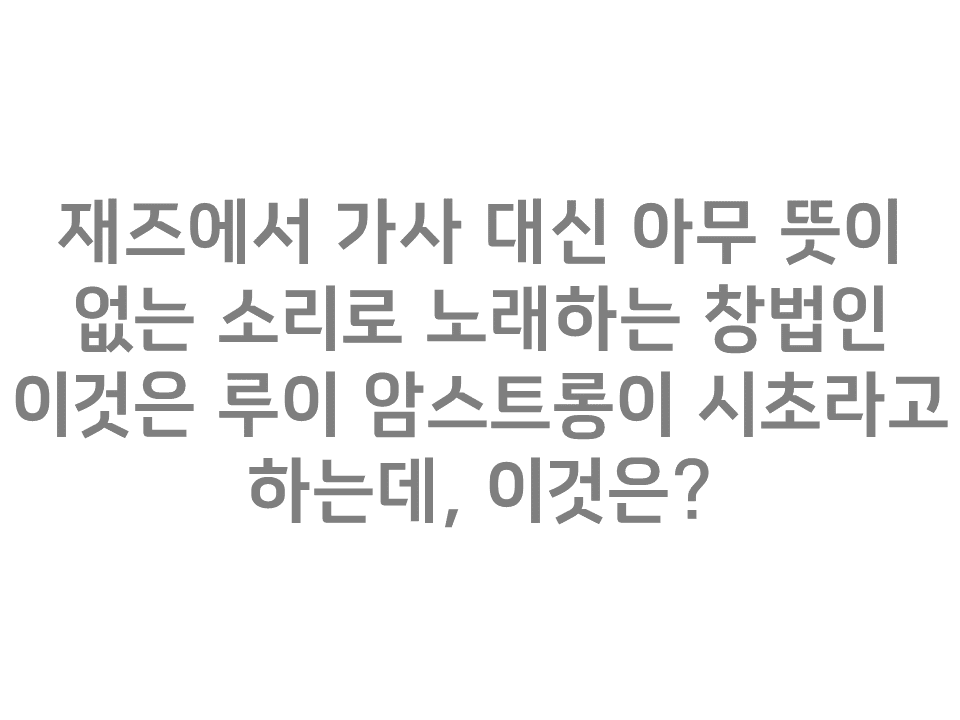 재즈에서 가사 대신 아무 뜻이
없는 소리로 노래하는 창법인
이것은 루이 암스트롱이 시초라고
하는데, 이것은?